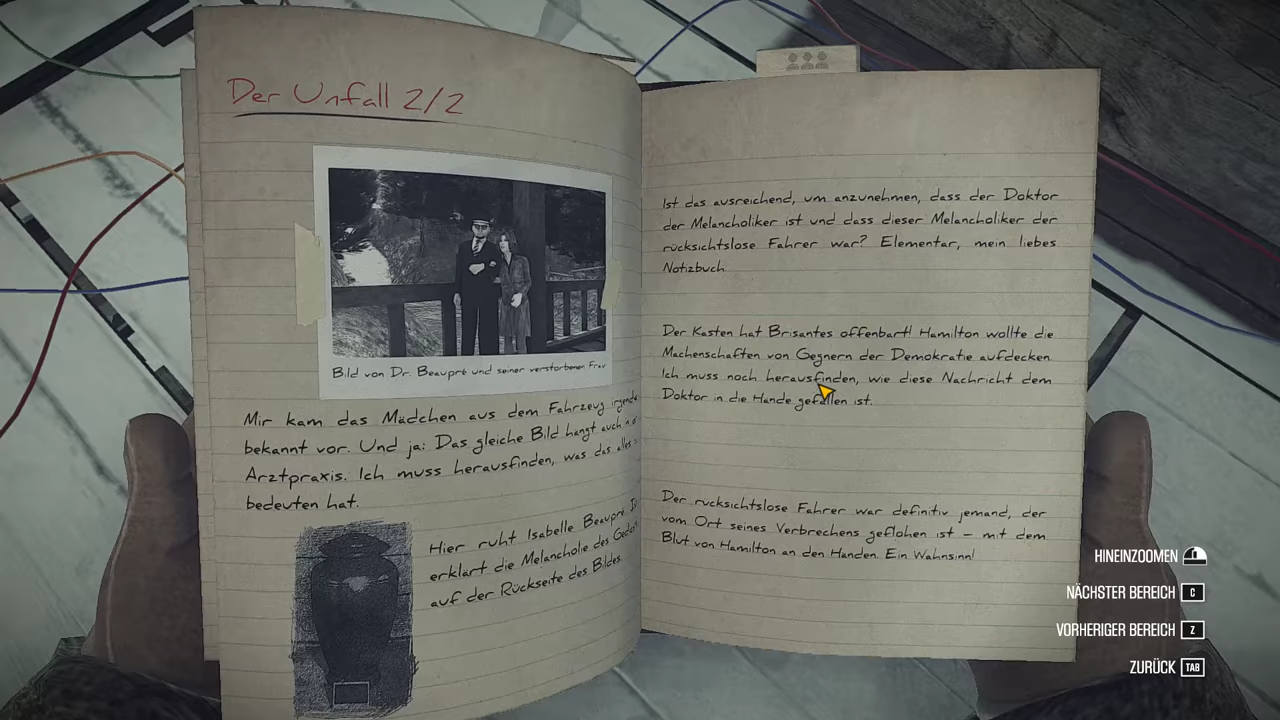 Der Unfall 2/2
Bild von Dr. Beaupré und seiner verstorbenen Frau
Mir kam das Mädchen aus dem Fahrzeug
bekannt vor. Und ja: Das gleiche Bild hängt auch
Arztpraxis. Ich muss herausfinden, was das alles
bedeuten hat.
Hier ruht Isabelle Beaupré
erklärt die Melancholie des
auf der Rückseite des Bildes.
Ist das ausreichend, um anzunehmen, dass der Doktor
der Melancholiker ist und dass dieser Melancholiker der
rücksichtslose Fahrer war? Elementar, mein liebes
Notizbuch.
Der Kasten hat Brisantes offenbart! Hamilton wollte die
Machenschaften von Gegnern der Demokratie aufdecken.
Ich muss noch herausfinden, wie diese Nachricht dem
Doktor in die Hände gefallen ist.
Der rücksichtslose Fahrer war definitiv jemand, der
vom Ort seines Verbrechens geflohen ist – mit dem
Blut von Hamilton an den Händen. Ein Wahnsinn!
HINEINZOOMEN
NÄCHSTER BEREICH C
VORHERIGER BEREICH Z
ZURÜCK TAB